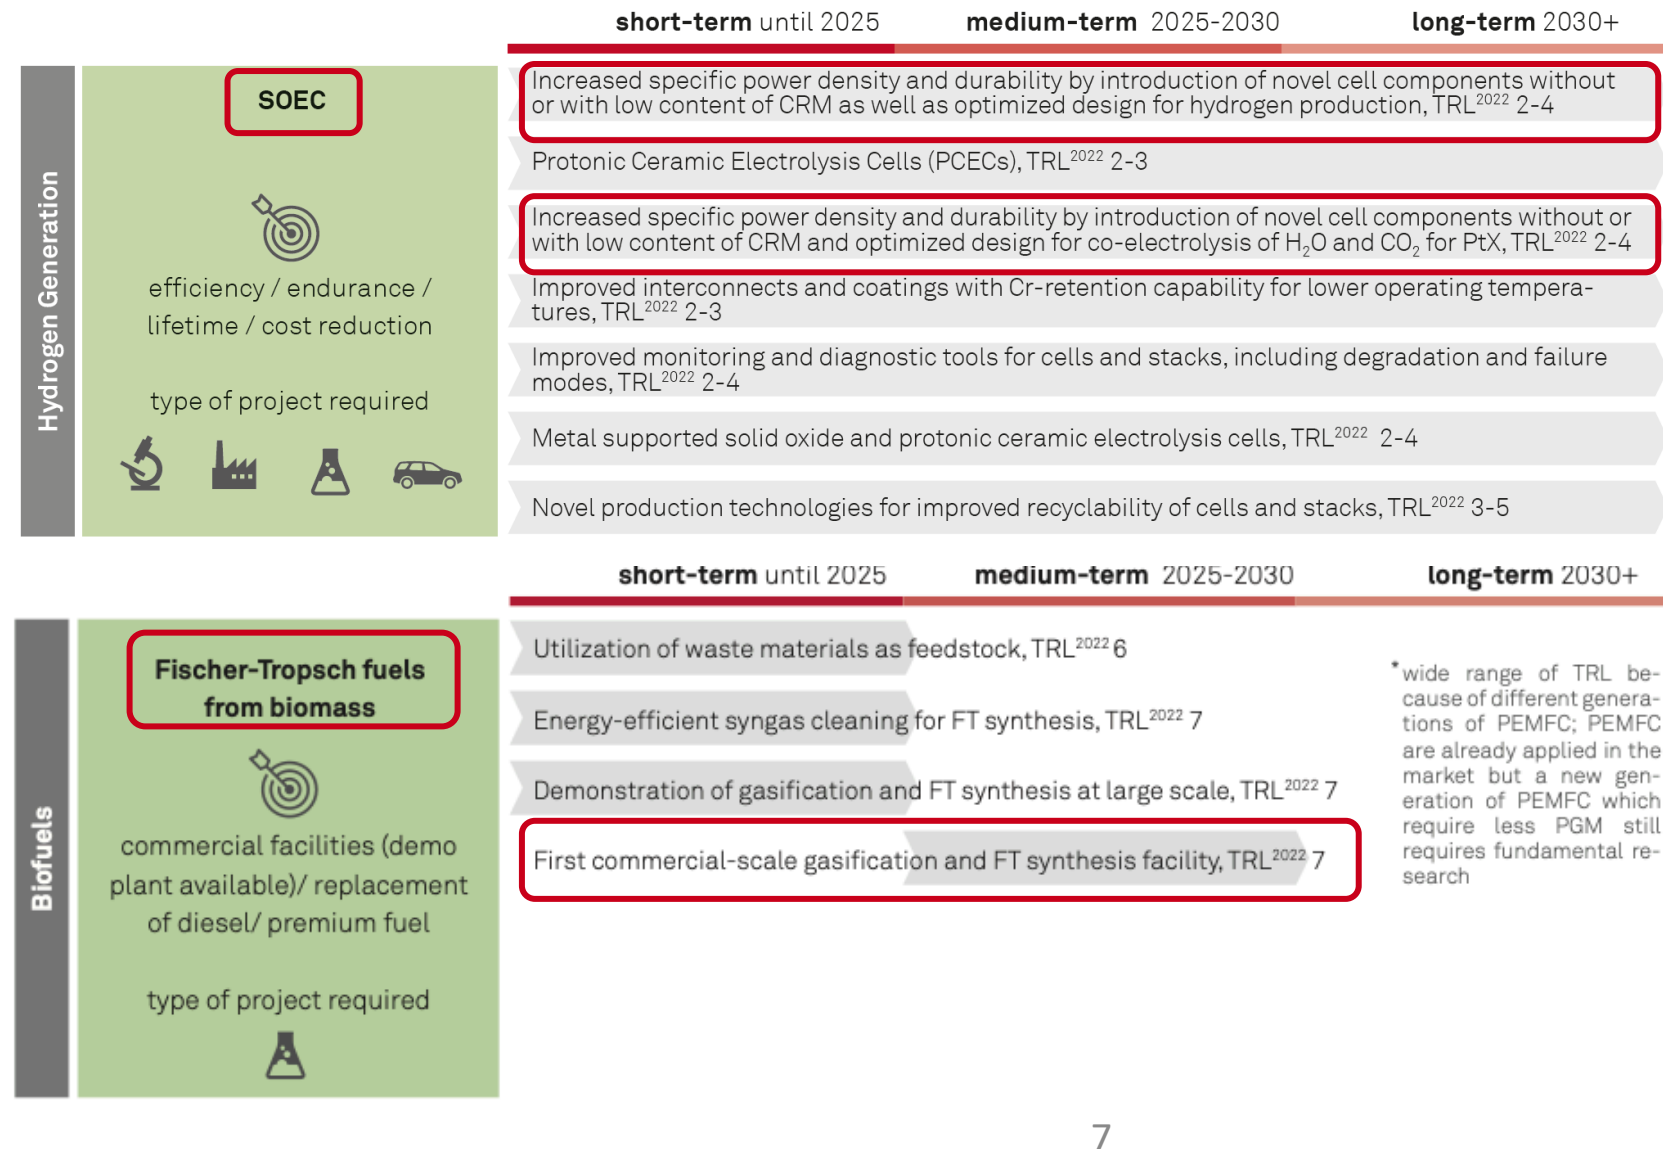 short-term until 2025 medium-term 2025-2030 long-term 2030+
Hydrogen Generation
SOEC
efficiency / endurance /
lifetime / cost reduction
type of project required
Increased specific power density and durability by introduction of novel cell components without
or with low content of CRM as well as optimized design for hydrogen production, TRL²⁰²² 2-4
Protonic Ceramic Electrolysis Cells (PCECs), TRL²⁰²² 2-3
Increased specific power density and durability by introduction of novel cell components without or
with low content of CRM and optimized design for co-electrolysis of H₂O and CO₂ for PtX, TRL²⁰²² 2-4
Improved interconnects and coatings with Cr-retention capability for lower operating tempera-
tures, TRL²⁰²² 2-3
Improved monitoring and diagnostic tools for cells and stacks, including degradation and failure
modes, TRL²⁰²² 2-4
Metal supported solid oxide and protonic ceramic electrolysis cells, TRL²⁰²² 2-4
Novel production technologies for improved recyclability of cells and stacks, TRL²⁰²² 3-5
short-term until 2025 medium-term 2025-2030 long-term 2030+
Biofuels
Fischer-Tropsch fuels
from biomass
commercial facilities (demo
plant available)/ replacement
of diesel/ premium fuel
type of project required
Utilization of waste materials as feedstock, TRL²⁰²² 6
Energy-efficient syngas cleaning for FT synthesis, TRL²⁰²² 7
Demonstration of gasification and FT synthesis at large scale, TRL²⁰²² 7
First commercial-scale gasification and FT synthesis facility, TRL²⁰²² 7
*wide range of TRL be-
cause of different genera-
tions of PEMFC; PEMFC
are already applied in the
market but a new gen-
eration of PEMFC which
require less PGM still
requires fundamental re-
search
7